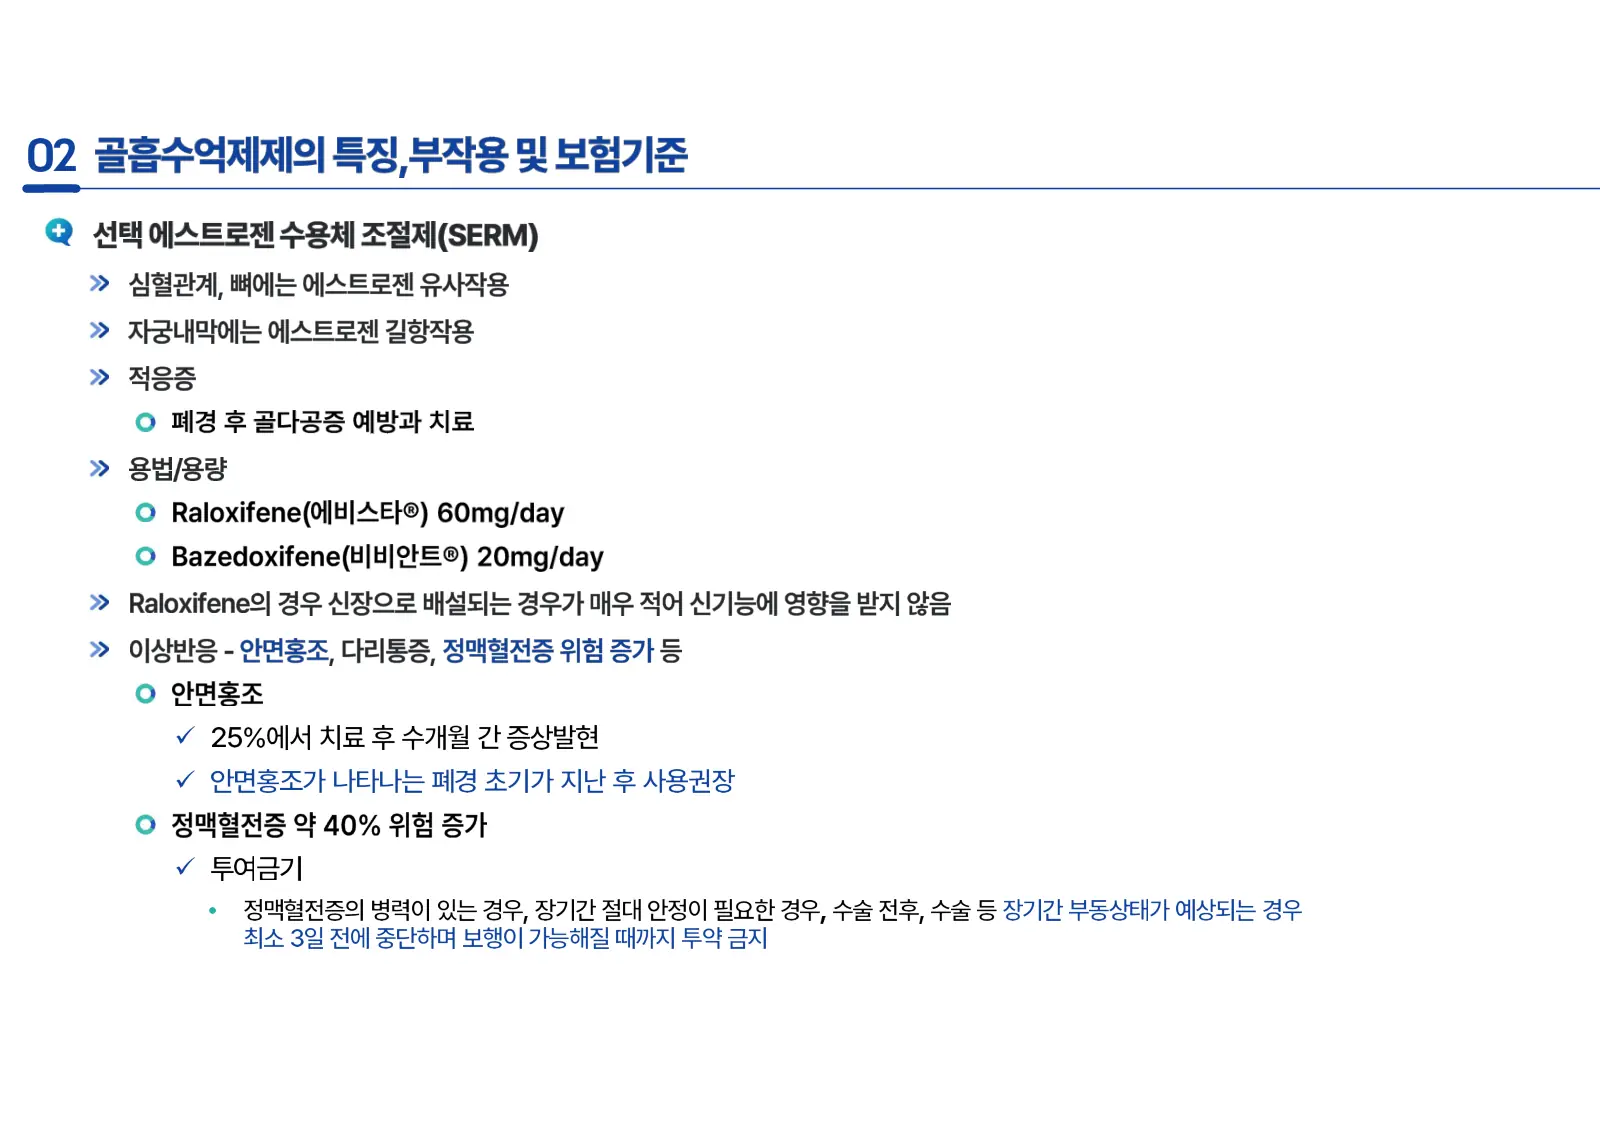 02 골흡수억제제의 특징,부작용 및 보험기준
선택 에스트로젠 수용체 조절제(SERM)
심혈관계, 뼈에는 에스트로젠 유사작용
자궁내막에는 에스트로젠 길항작용
적응증
폐경 후 골다공증 예방과 치료
용법/용량
Raloxifene(에비스타®) 60mg/day
Bazedoxifene(비비안트®) 20mg/day
Raloxifene의 경우 신장으로 배설되는 경우가 매우 적어 신기능에 영향을 받지 않음
이상반응 - 안면홍조, 다리통증, 정맥혈전증 위험 증가 등
안면홍조
✓ 25%에서 치료 후 수개월 간 증상발현
✓ 안면홍조가 나타나는 폐경 초기가 지난 후 사용권장
정맥혈전증 약 40% 위험 증가
✓ 투여금기
• 정맥혈전증의 병력이 있는 경우, 장기간 절대 안정이 필요한 경우, 수술 전후, 수술 등 장기간 부동상태가 예상되는 경우
최소 3일 전에 중단하며 보행이 가능해질 때까지 투약 금지